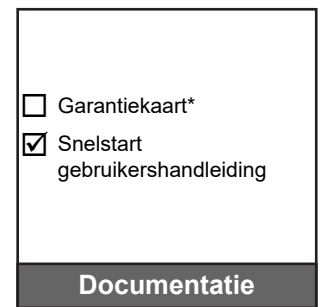 Garantiekaart*
Snelstart
gebruikershandleiding
Documentatie